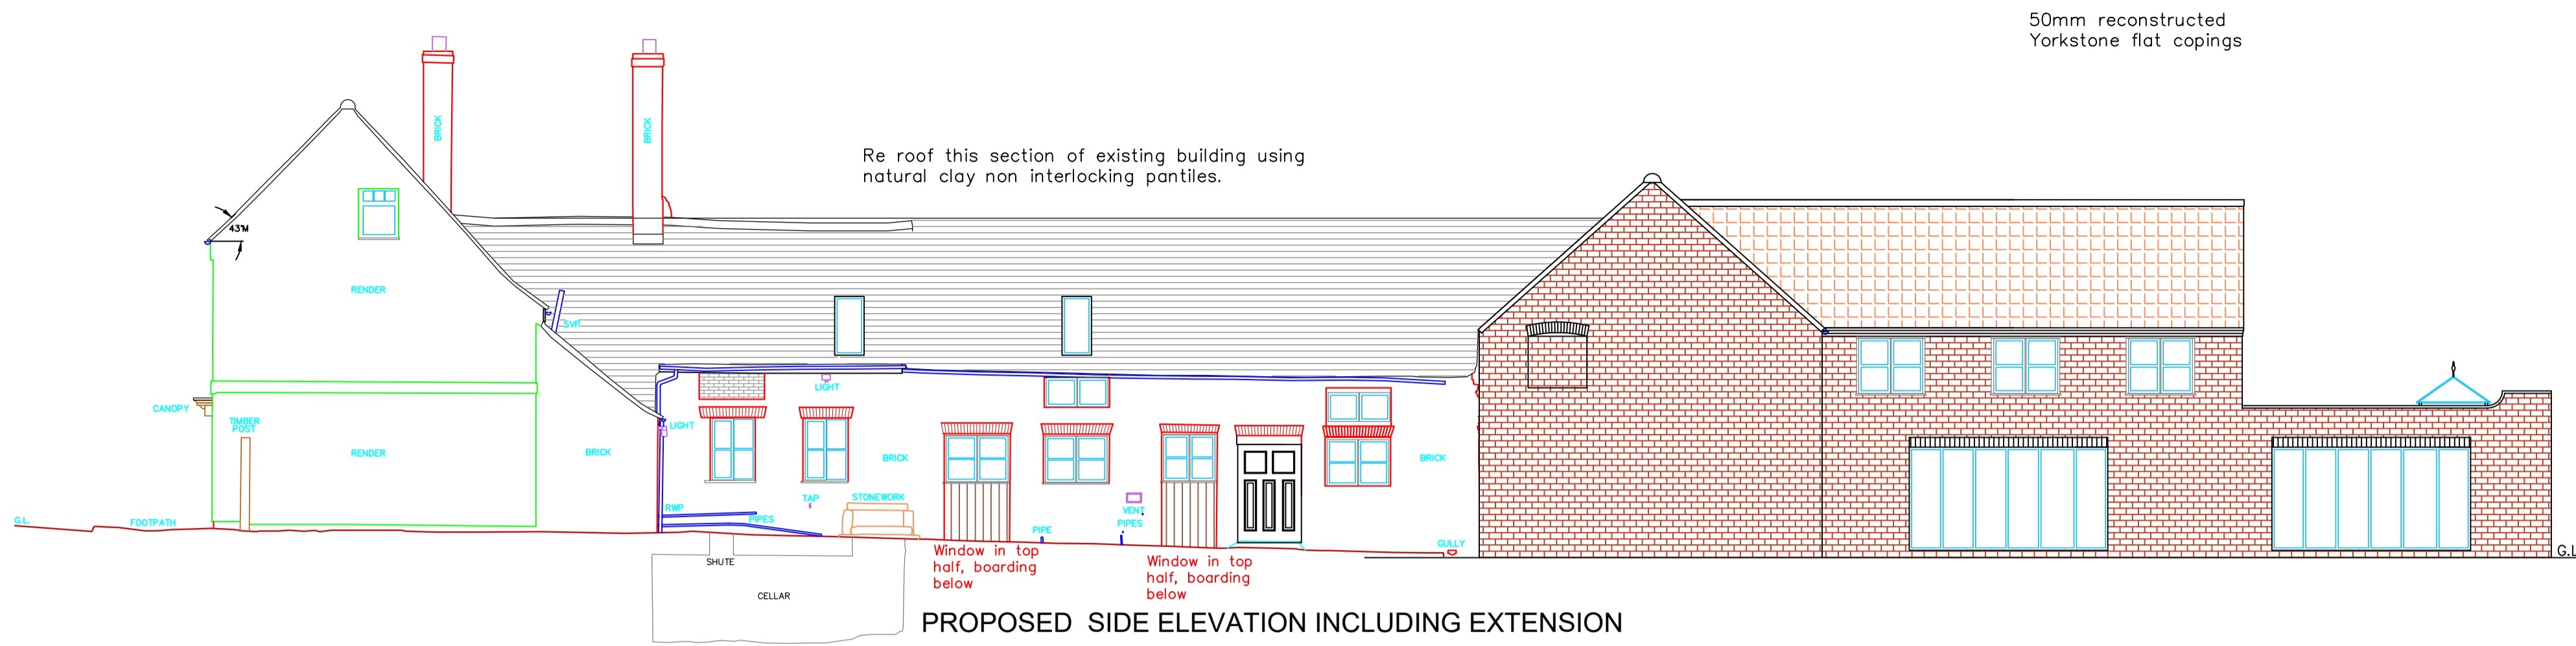 50mm reconstructed
Yorkstone flat copings
BRICK
BRICK
Re roof this section of existing building using
natural clay non interlocking pantiles.
43°M
RENDER
SVP
LIGHT
CANOPY
TIMBER
POST
LIGHT
RENDER
BRICK
BRICK
BRICK
TAP
STONEWORK
VENT
RWP
PIPES
PIPES
PIPE
G.L.
FOOTPATH
GULLY
G.L
Window in top
half, boarding
below
Window in top
half, boarding
below
SHUTE
CELLAR
PROPOSED SIDE ELEVATION INCLUDING EXTENSION